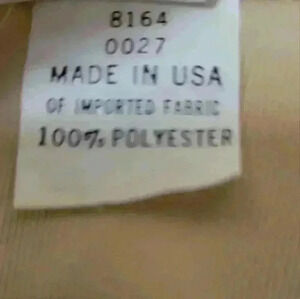 8164
0027
MADE IN USA
OF IMPORTED FABRIC
100% POLYESTER